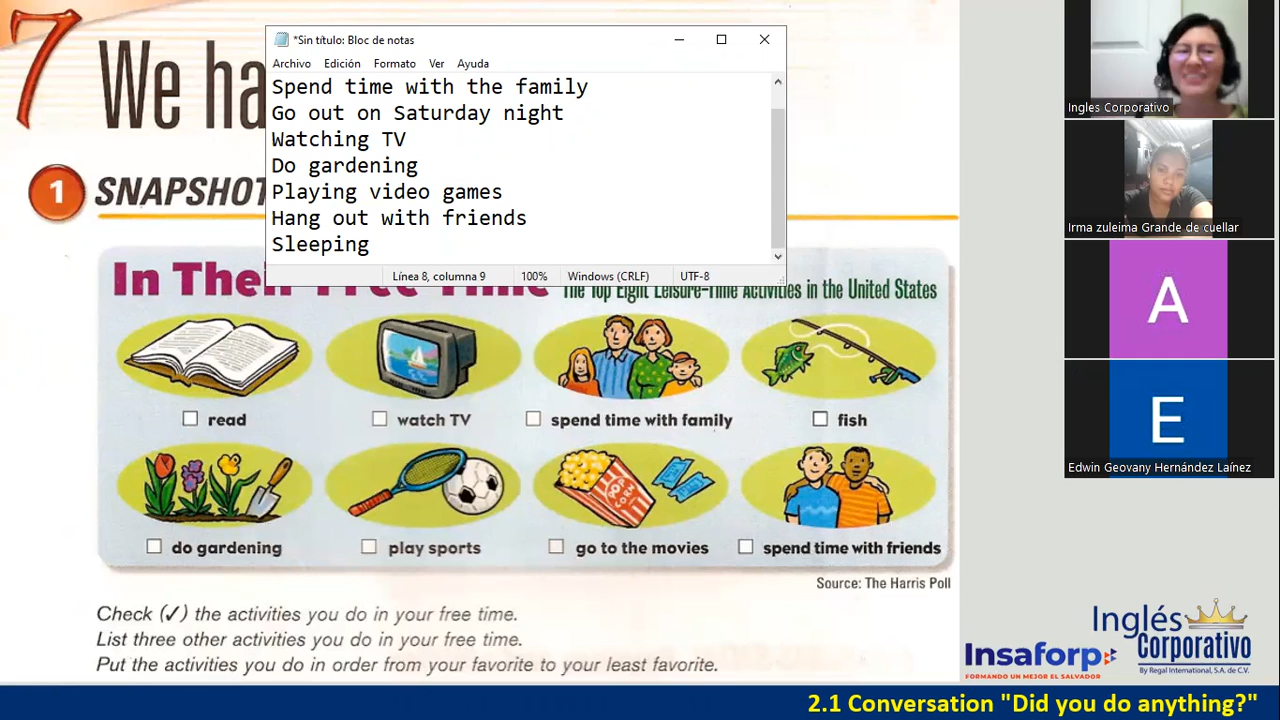 7 We ha
*Sin título: Bloc de notas
Archivo Edición Formato Ver Ayuda
Spend time with the family
Go out on Saturday night
Watching TV
Do gardening
Playing video games
Hang out with friends
Sleeping
Línea 8, columna 9 100% Windows (CRLF) UTF-8
1 SNAPSHOT
In Their Free Time The Top Eight Leisure-Time Activities in the United States
read
watch TV
spend time with family
fish
POP CORN
do gardening
play sports
go to the movies
spend time with friends
Source: The Harris Poll
Check (✓) the activities you do in your free time.
List three other activities you do in your free time.
Put the activities you do in order from your favorite to your least favorite.
Ingles Corporativo
Irma zuleima Grande de cuellar
A
E
Edwin Geovany Hernández Laínez
Insaforp
FORMANDO UN MEJOR EL SALVADOR
Inglés
Corporativo
By Regal International, S.A. de C.V.
2.1 Conversation "Did you do anything?"